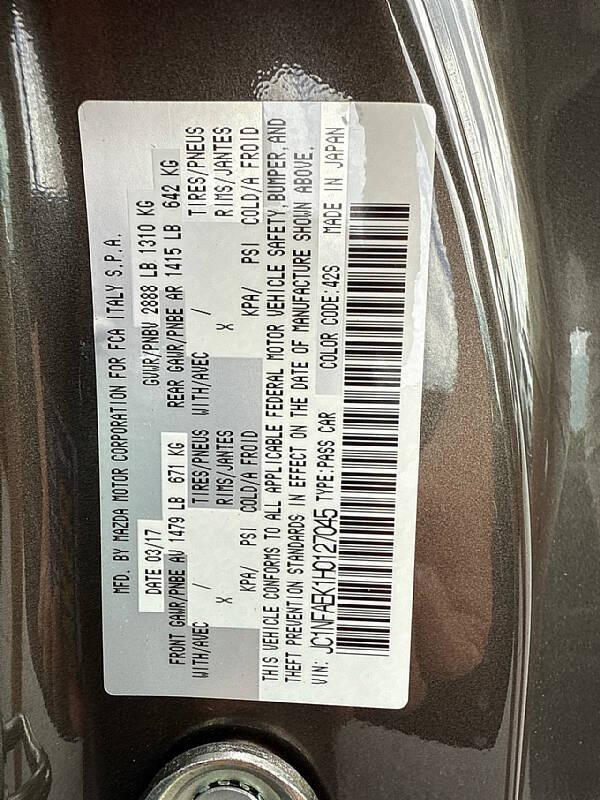 MFD. BY MAZDA MOTOR CORPORATION FOR FCA ITALY S.P.A.
DATE 03/17 GVWR/PNBV 2888 LB 1310 KG
FRONT GAWR/PNBE AV 1479 LB 671 KG REAR GAWR/PNBE AR 1415 LB 642 KG
WITH/AVEC / TIRES/PNEUS WITH/AVEC / TIRES/PNEUS
X RIMS/JANTES X RIMS/JANTES
KPA/ PSI COLD/A FROID KPA/ PSI COLD/A FROID
THIS VEHICLE CONFORMS TO ALL APPLICABLE FEDERAL MOTOR VEHICLE SAFETY,BUMPER,AND
THEFT PREVENTION STANDARDS IN EFFECT ON THE DATE OF MANUFACTURE SHOWN ABOVE.
VIN: JC1NFAEK1H0127045 TYPE:PASS CAR COLOR CODE:42S MADE IN JAPAN